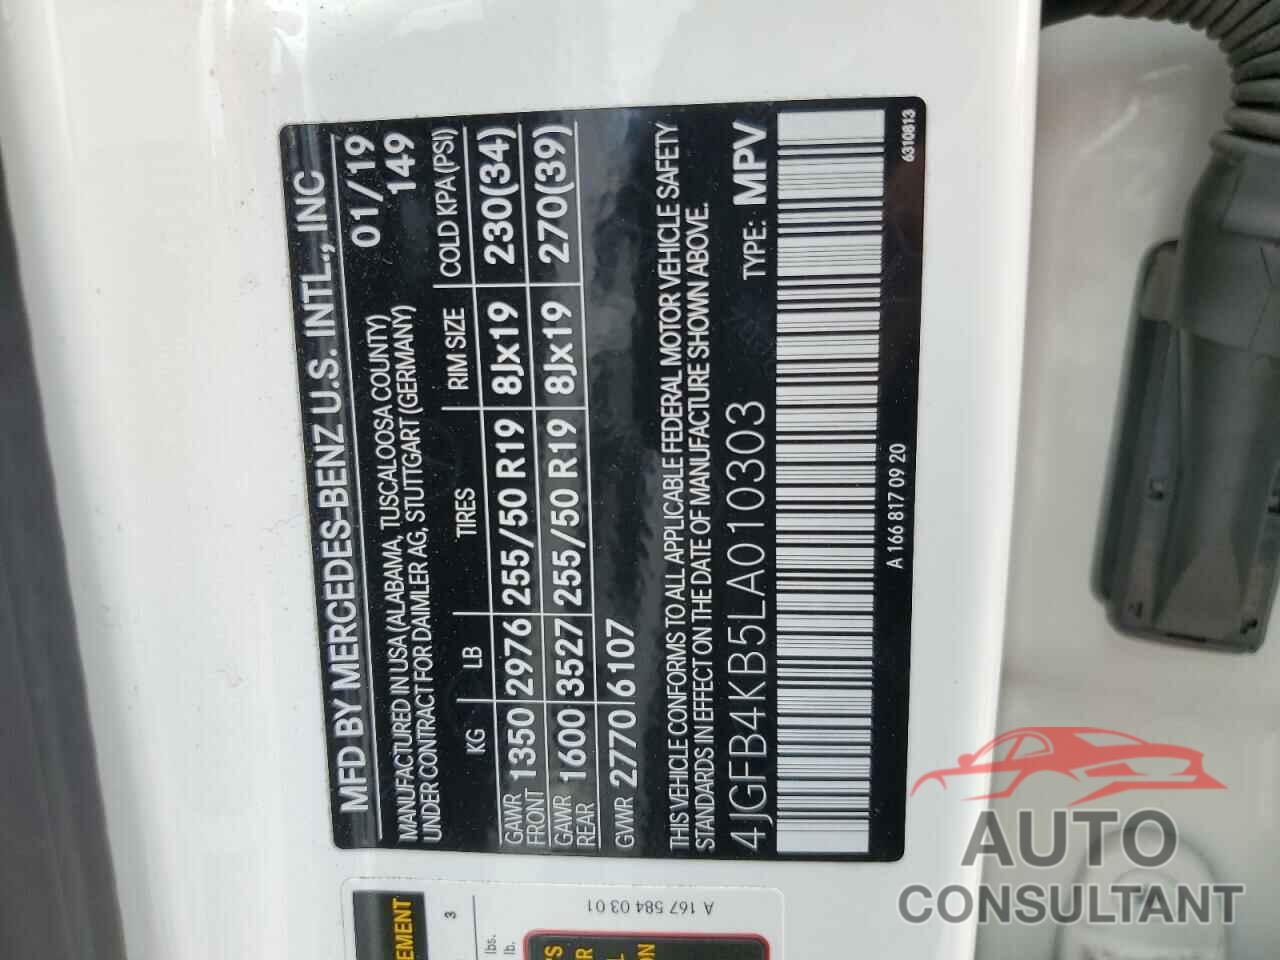 MFD BY MERCEDES-BENZ U.S. INTL., INC
MANUFACTURED IN USA (ALABAMA, TUSCALOOSA COUNTY) 01/19
UNDER CONTRACT FOR DAIMLER AG, STUTTGART (GERMANY) 149
KG LB TIRES RIM SIZE COLD KPA (PSI)
GAWR FRONT 1350 2976 255/50 R19 8Jx19 230(34)
GAWR REAR 1600 3527 255/50 R19 8Jx19 270(39)
GVWR 2770 6107
THIS VEHICLE CONFORMS TO ALL APPLICABLE FEDERAL MOTOR VEHICLE SAFETY
STANDARDS IN EFFECT ON THE DATE OF MANUFACTURE SHOWN ABOVE.
4JGFB4KB5LA010303 TYPE: MPV
A 166 817 09 20 6310813
EMENT
3
lbs.
lb.
A 167 584 03 01
AUTO
CONSULTANT